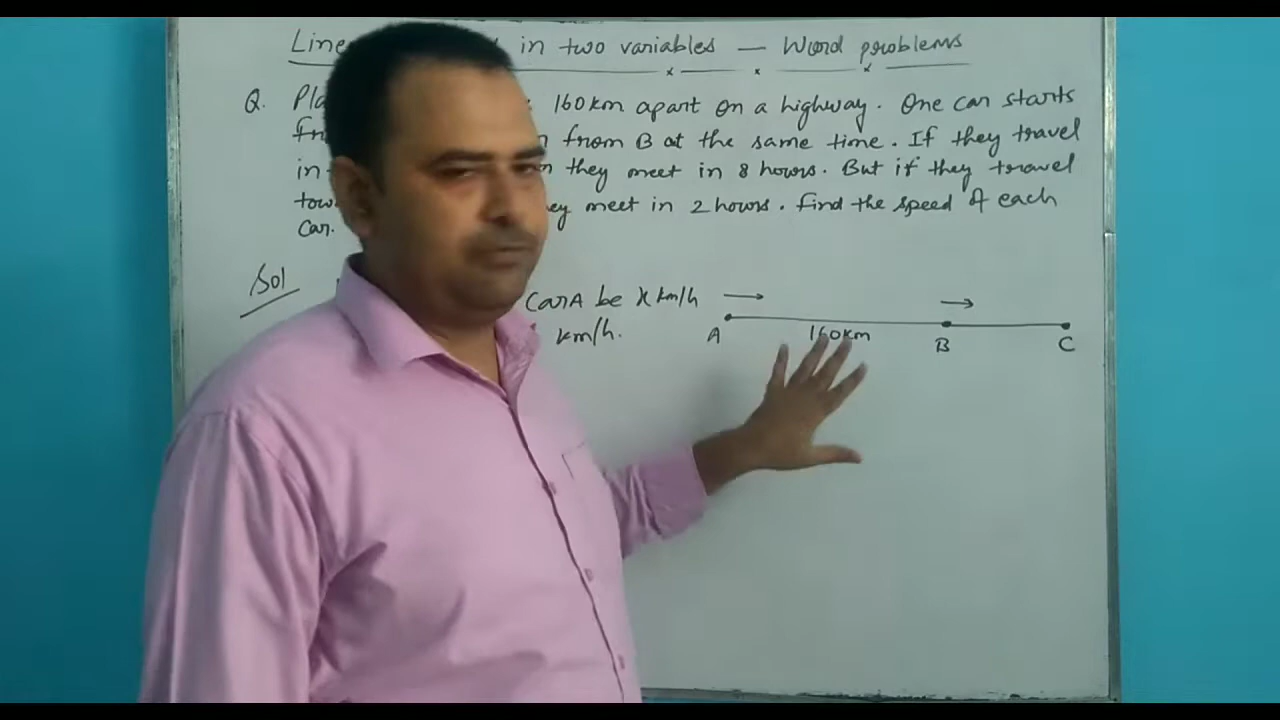 Line in two variables — Word problems
Q. Pla 160km apart on a highway. One car starts
from B at the same time. If they travel
in they meet in 8 hours. But if they travel
tow ey meet in 2 hours. Find the speed of each
car.
Sol Car A be x km/h
km/h.
A 160km B C